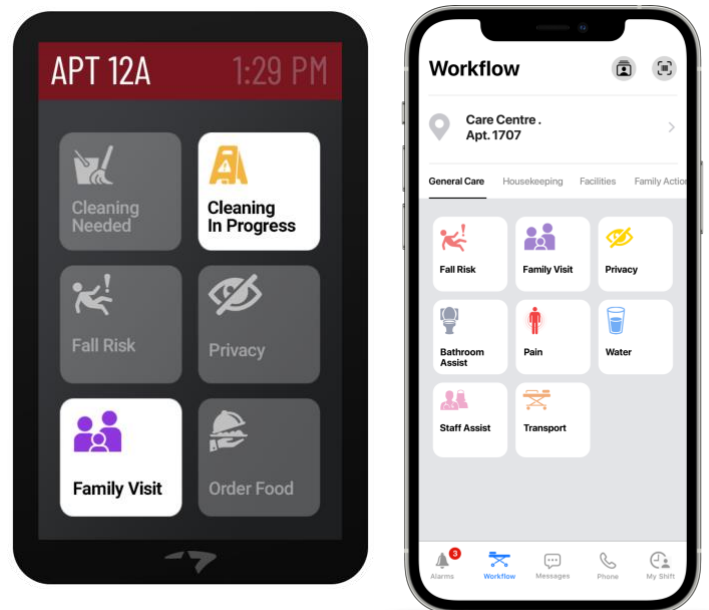 APT 12A 1:29 PM
Cleaning
Needed
Cleaning
In Progress
Fall Risk
Privacy
Family Visit
Order Food
Workflow
Care Centre .
Apt. 1707
General Care Housekeeping Facilities Family Action
Fall Risk
Family Visit
Privacy
Bathroom
Assist
Pain
Water
Staff Assist
Transport
3
Alarms Workflow Messages Phone My Shift